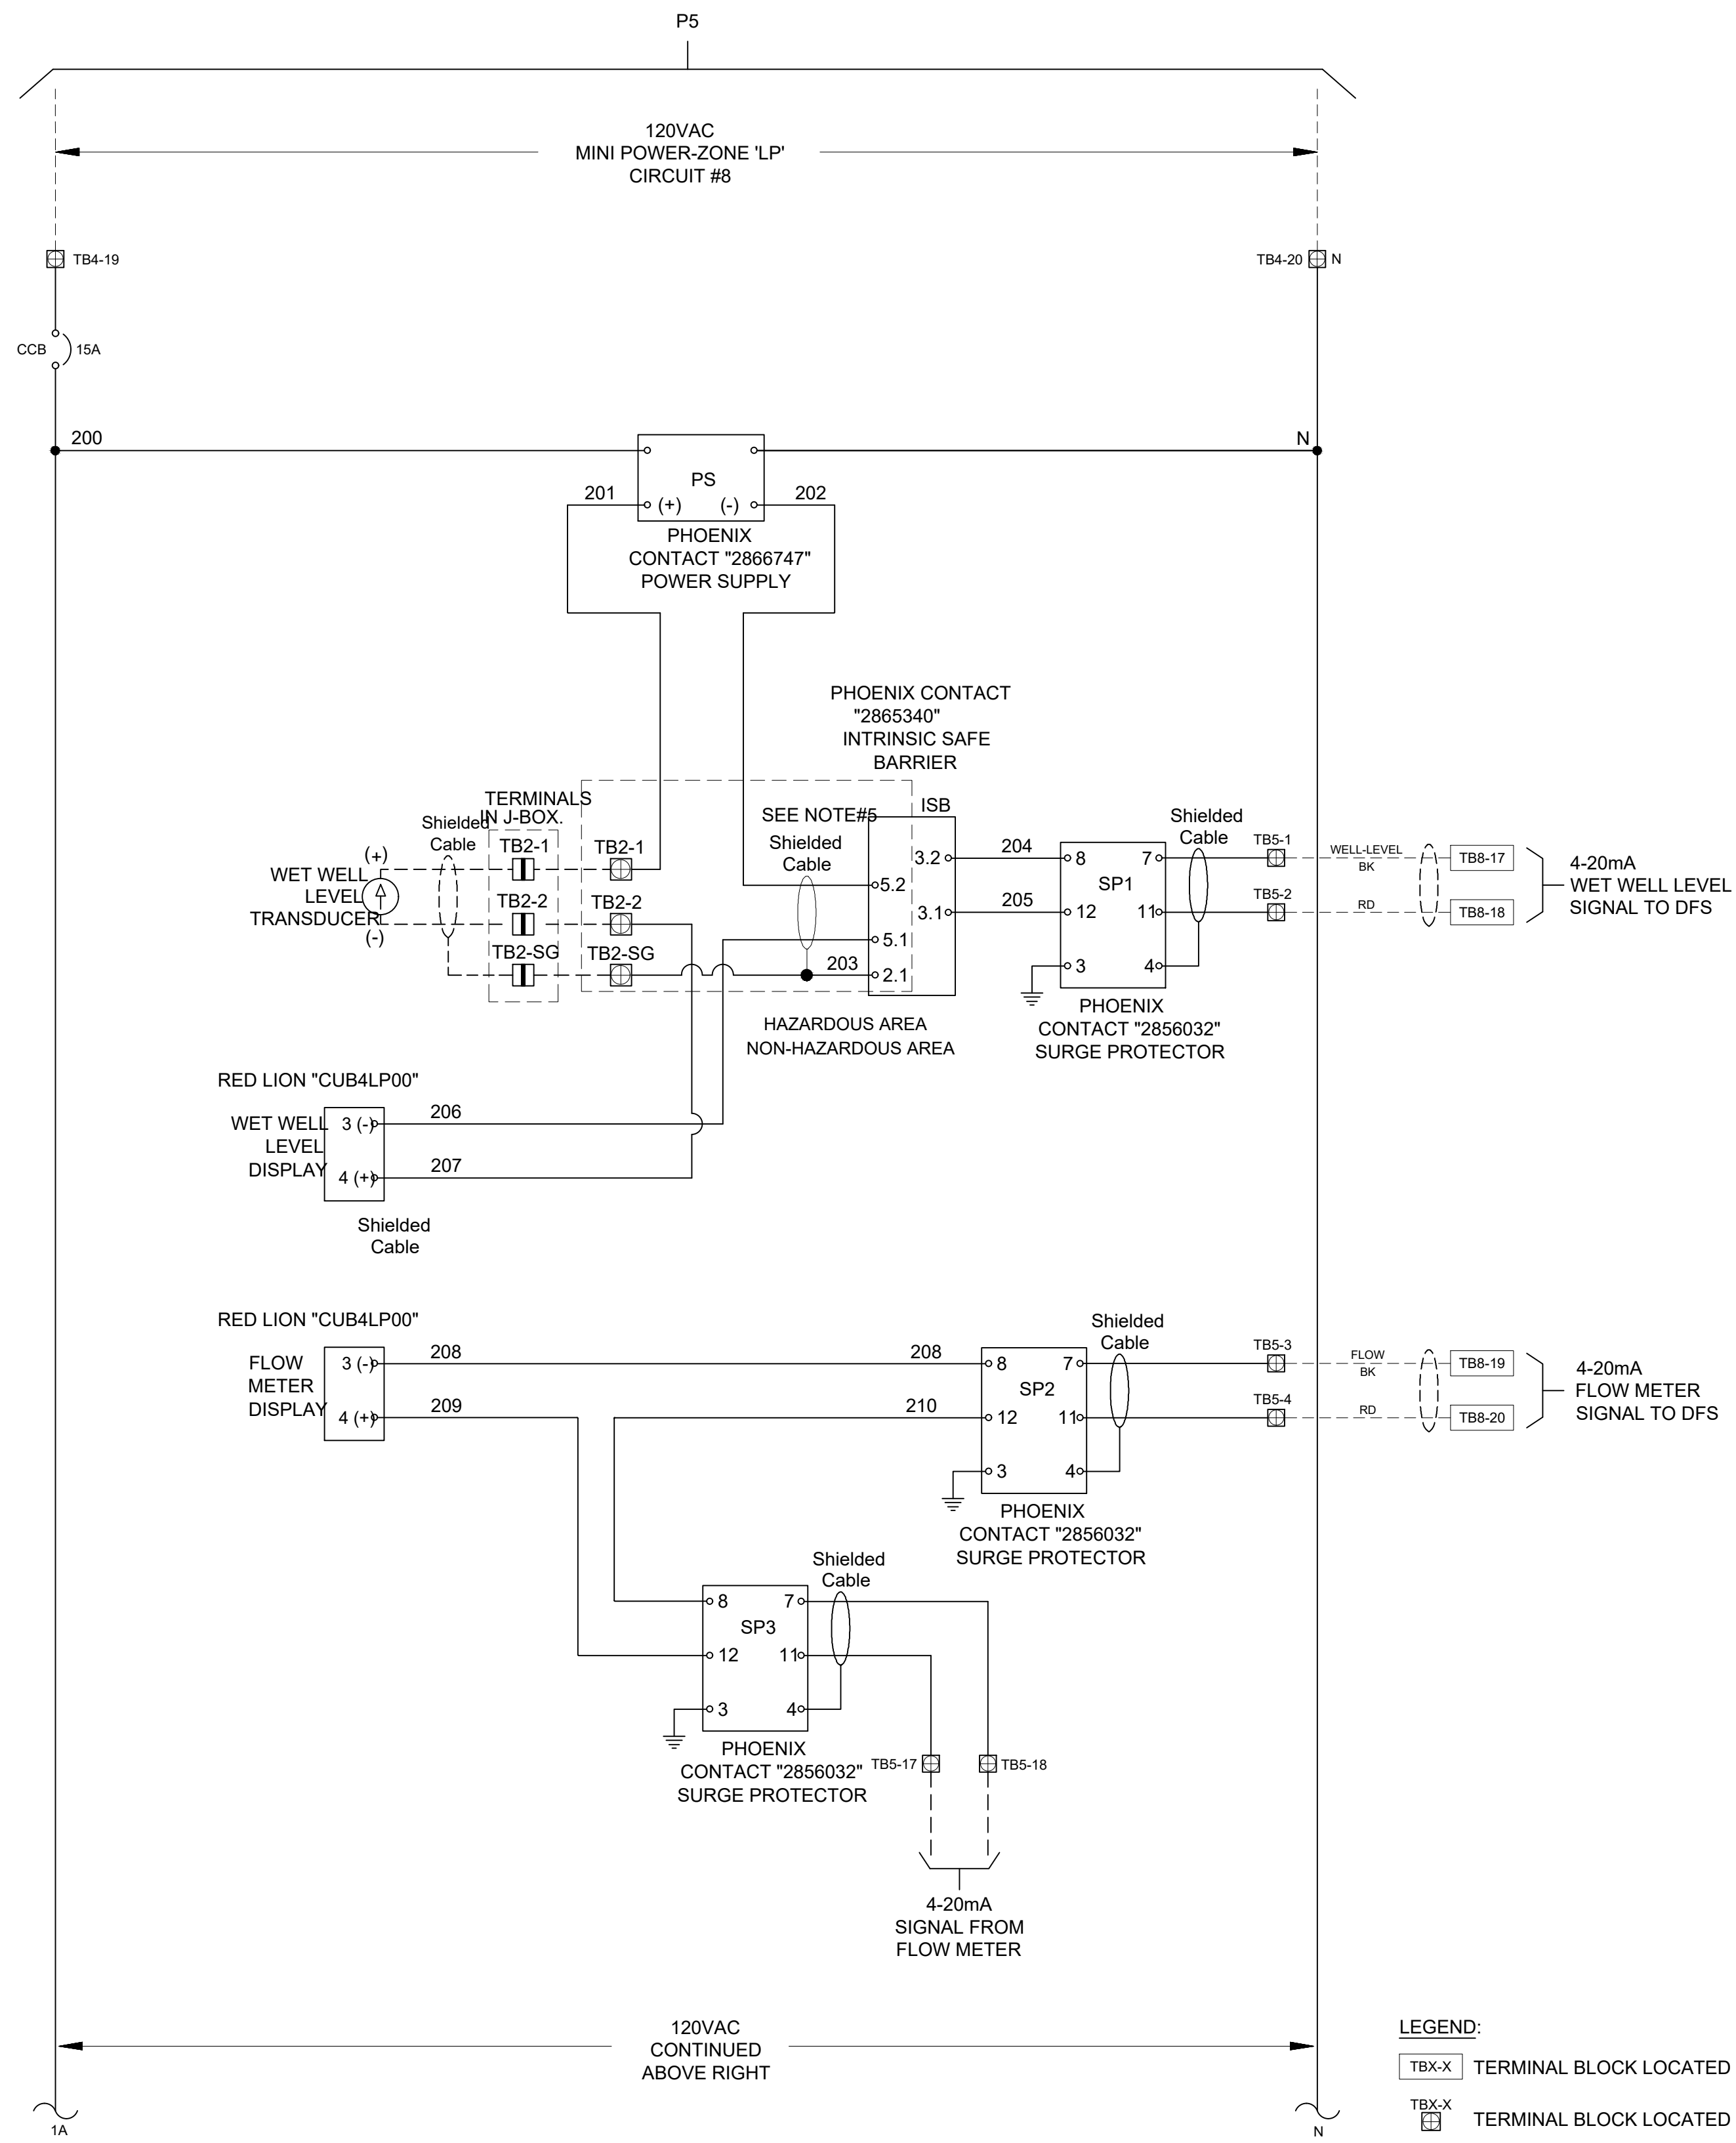 P5
120VAC
MINI POWER-ZONE 'LP'
CIRCUIT #8
TB4-19
TB4-20
N
CCB
15A
200
N
PS
201
(+)
(-)
202
PHOENIX
CONTACT "2866747"
POWER SUPPLY
PHOENIX CONTACT
"2865340"
INTRINSIC SAFE
BARRIER
TERMINALS
IN J-BOX.
Shielded
Cable
SEE NOTE#5
Shielded
Cable
ISB
Shielded
Cable
(+)
WET WELL
LEVEL
TRANSDUCER
(-)
TB2-1
TB2-1
TB2-2
TB2-2
TB2-SG
TB2-SG
203
3.2
5.2
3.1
5.1
2.1
204
205
8
7
SP1
12
11
3
4
TB5-1
TB5-2
WELL-LEVEL
BK
RD
TB8-17
TB8-18
4-20mA
WET WELL LEVEL
SIGNAL TO DFS
HAZARDOUS AREA
NON-HAZARDOUS AREA
PHOENIX
CONTACT "2856032"
SURGE PROTECTOR
RED LION "CUB4LP00"
WET WELL
LEVEL
DISPLAY
3 (-)
4 (+)
206
207
Shielded
Cable
RED LION "CUB4LP00"
FLOW
METER
DISPLAY
3 (-)
4 (+)
208
208
209
210
8
7
SP2
12
11
3
4
Shielded
Cable
TB5-3
TB5-4
FLOW
BK
RD
TB8-19
TB8-20
4-20mA
FLOW METER
SIGNAL TO DFS
PHOENIX
CONTACT "2856032"
SURGE PROTECTOR
Shielded
Cable
8
7
SP3
12
11
3
4
PHOENIX
CONTACT "2856032"
SURGE PROTECTOR
TB5-17
TB5-18
4-20mA
SIGNAL FROM
FLOW METER
120VAC
CONTINUED
ABOVE RIGHT
1A
N
LEGEND:
TBX-X
TERMINAL BLOCK LOCATED
TBX-X
TERMINAL BLOCK LOCATED